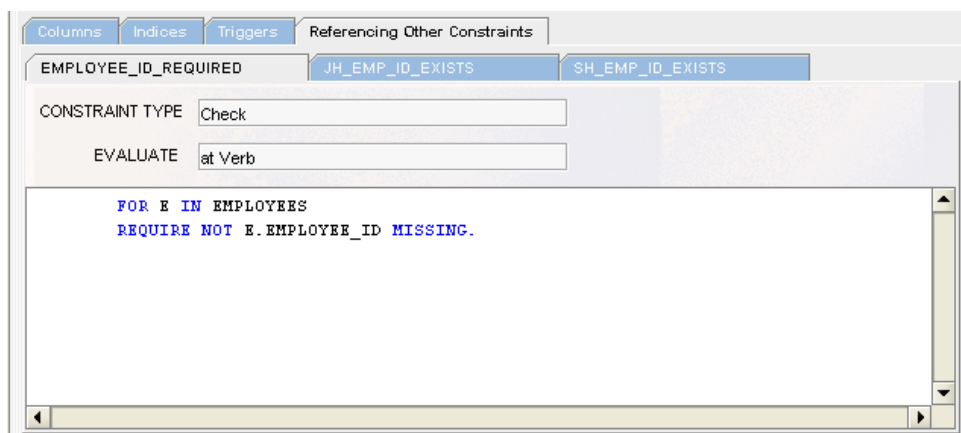 Columns Indices Triggers Referencing Other Constraints
EMPLOYEE_ID_REQUIRED JH_EMP_ID_EXISTS SH_EMP_ID_EXISTS
CONSTRAINT TYPE Check
EVALUATE at Verb
FOR E IN EMPLOYEES
REQUIRE NOT E.EMPLOYEE_ID MISSING.